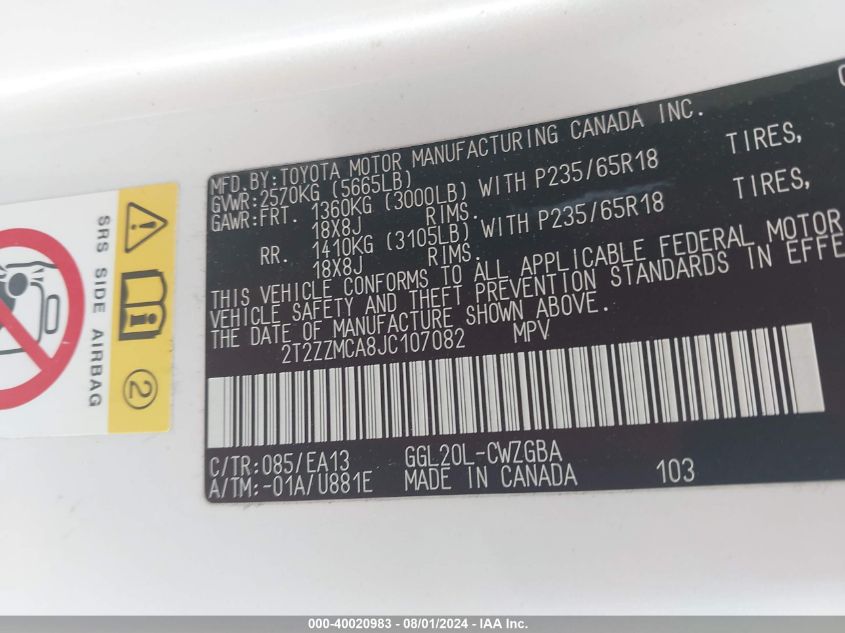 MFD.BY:TOYOTA MOTOR MANUFACTURING CANADA INC.
GVWR:2570KG (5665LB)
GAWR:FRT. 1360KG (3000LB) WITH P235/65R18 TIRES,
18X8J RIMS.
RR. 1410KG (3105LB) WITH P235/65R18 TIRES,
18X8J RIMS.
THIS VEHICLE CONFORMS TO ALL APPLICABLE FEDERAL MOTOR
VEHICLE SAFETY AND THEFT PREVENTION STANDARDS IN EFFE
THE DATE OF MANUFACTURE SHOWN ABOVE.
2T2ZZMCA8JC107082 MPV
C/TR:085/EA13 GGL20L-CWZGBA
A/TM:-01A/U881E MADE IN CANADA 103
SRS SIDE AIRBAG
2
000-40020983 - 08/01/2024 - IAA Inc.